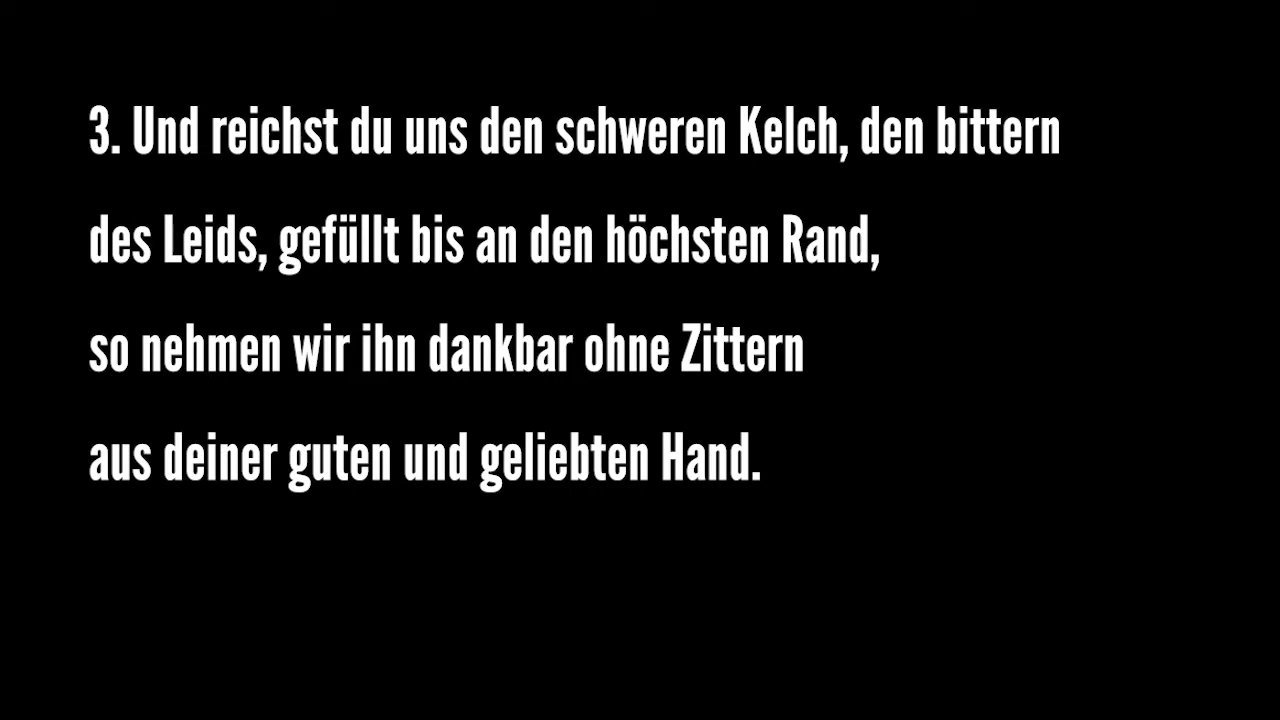 3. Und reichst du uns den schweren Kelch, den bittern
des Leids, gefüllt bis an den höchsten Rand,
so nehmen wir ihn dankbar ohne Zittern
aus deiner guten und geliebten Hand.